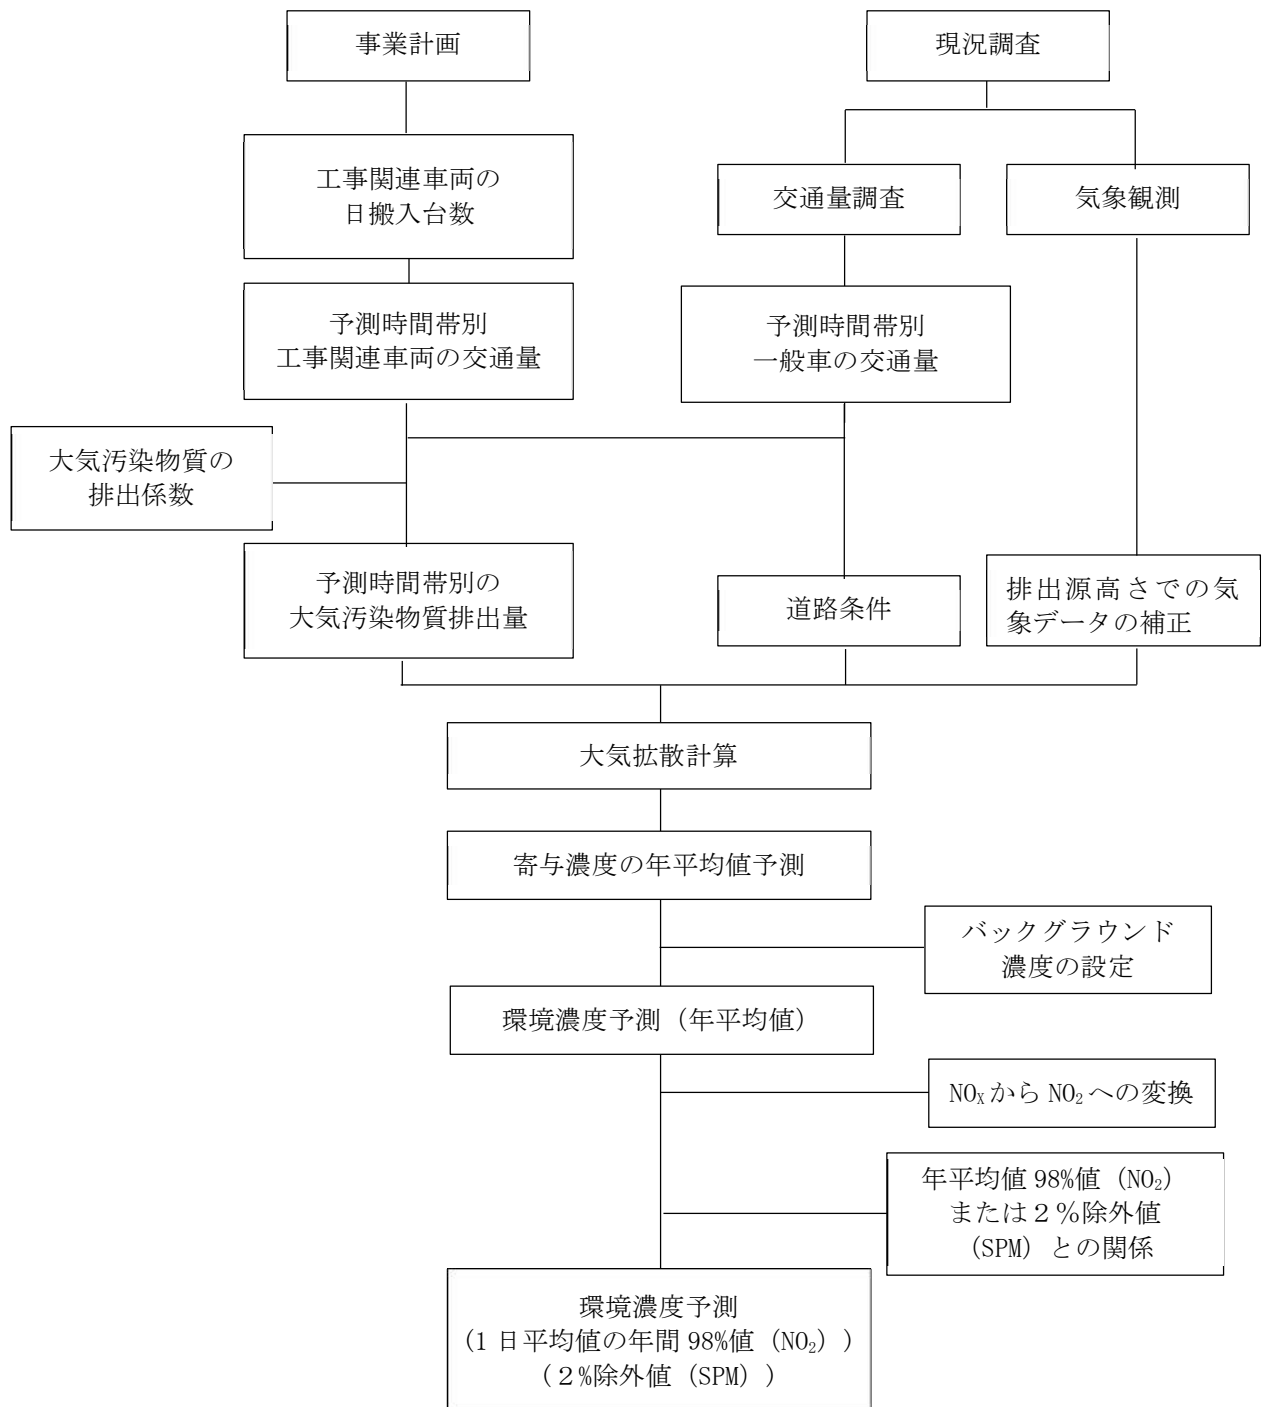 事業計画
現況調査
工事関連車両の
日搬入台数
交通量調査
気象観測
予測時間帯別
工事関連車両の交通量
予測時間帯別
一般車の交通量
大気汚染物質の
排出係数
予測時間帯別の
大気汚染物質排出量
道路条件
排出源高さでの気
象データの補正
大気拡散計算
寄与濃度の年平均値予測
バックグラウンド
濃度の設定
環境濃度予測（年平均値）
NOXから NO2への変換
年平均値 98%値（NO2）
または２％除外値
（SPM）との関係
環境濃度予測
(1 日平均値の年間 98%値（NO2））
（２%除外値（SPM））